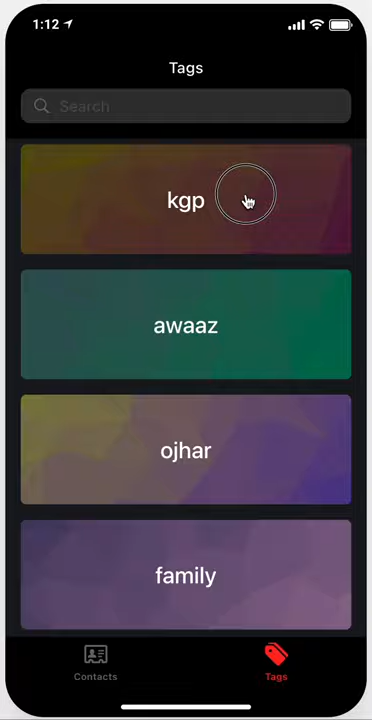 1:12
Tags
Search
kgp
awaaz
ojhar
family
Contacts
Tags